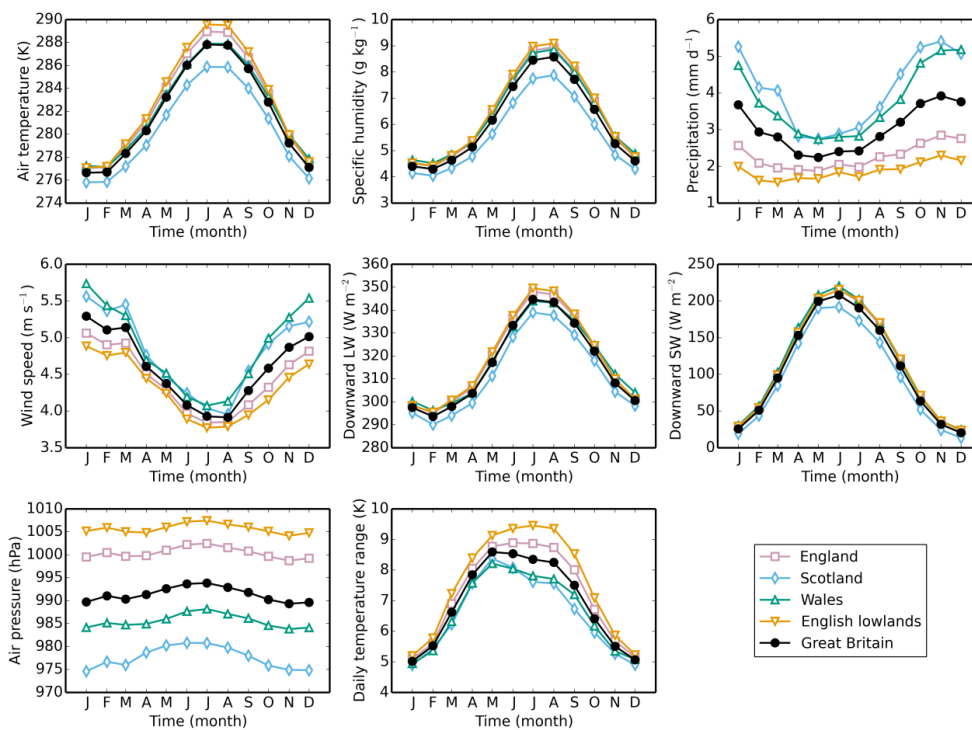 Air temperature (K)
290
288
286
284
282
280
278
276
274
J F M A M J J A S O N D
Time (month)
Specific humidity (g kg⁻¹)
10
9
8
7
6
5
4
3
J F M A M J J A S O N D
Time (month)
Precipitation (mm d⁻¹)
6
5
4
3
2
1
J F M A M J J A S O N D
Time (month)
Wind speed (m s⁻¹)
6.0
5.5
5.0
4.5
4.0
3.5
J F M A M J J A S O N D
Time (month)
Downward LW (W m⁻²)
360
350
340
330
320
310
300
290
280
J F M A M J J A S O N D
Time (month)
Downward SW (W m⁻²)
250
200
150
100
50
0
J F M A M J J A S O N D
Time (month)
Air pressure (hPa)
1010
1005
1000
995
990
985
980
975
970
J F M A M J J A S O N D
Time (month)
Daily temperature range (K)
10
9
8
7
6
5
4
J F M A M J J A S O N D
Time (month)
England
Scotland
Wales
English lowlands
Great Britain